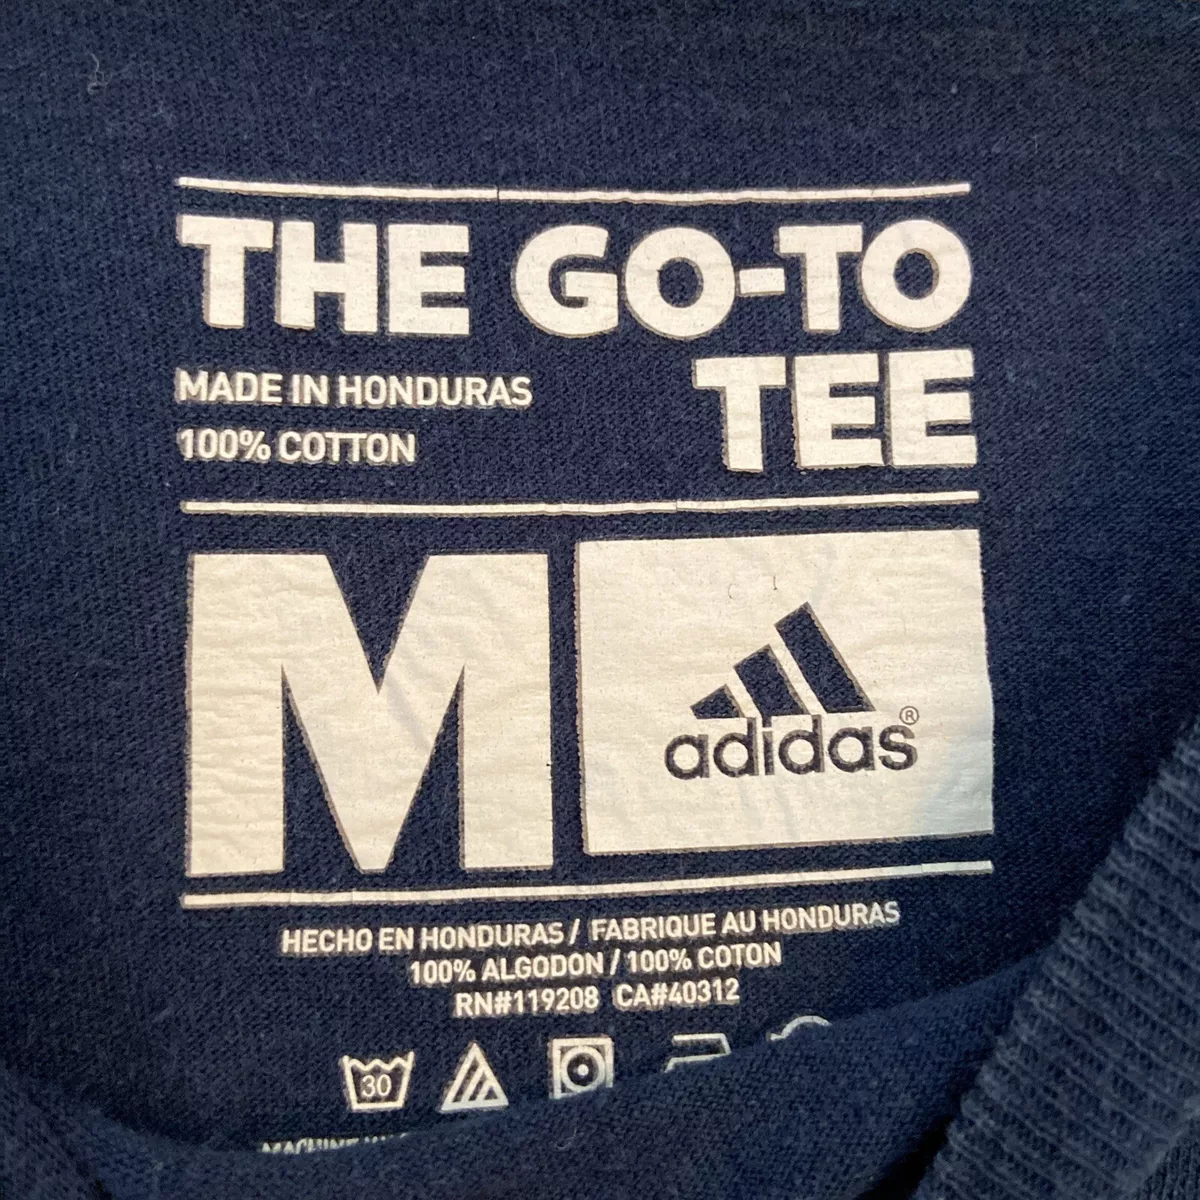 THE GO-TO
TEE
MADE IN HONDURAS
100% COTTON
M
adidas®
HECHO EN HONDURAS / FABRIQUE AU HONDURAS
100% ALGODON / 100% COTON
RN#119208 CA#40312
30
MACHINE